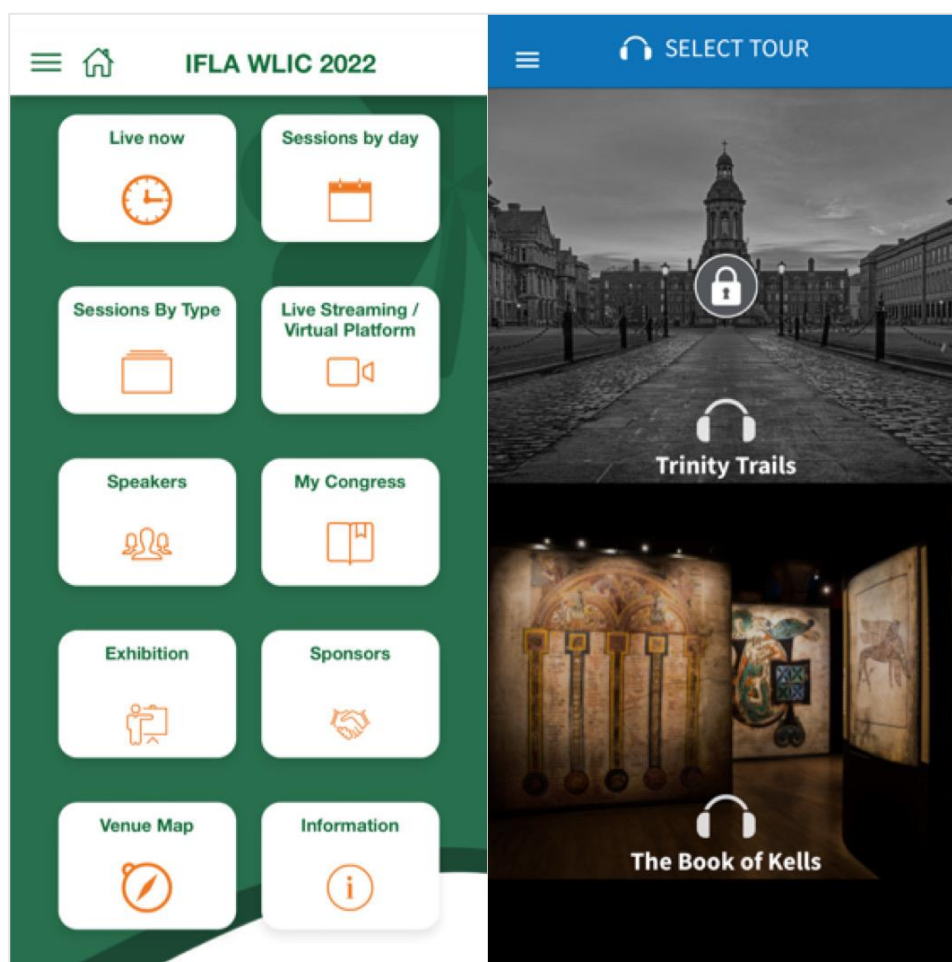 IFLA WLIC 2022
Live now
Sessions by day
Sessions By Type
Live Streaming /
Virtual Platform
Speakers
My Congress
Exhibition
Sponsors
Venue Map
Information
i
SELECT TOUR
Trinity Trails
The Book of Kells